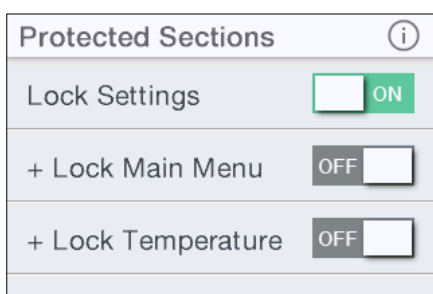 Protected Sections
Lock Settings ON
+ Lock Main Menu OFF
+ Lock Temperature OFF